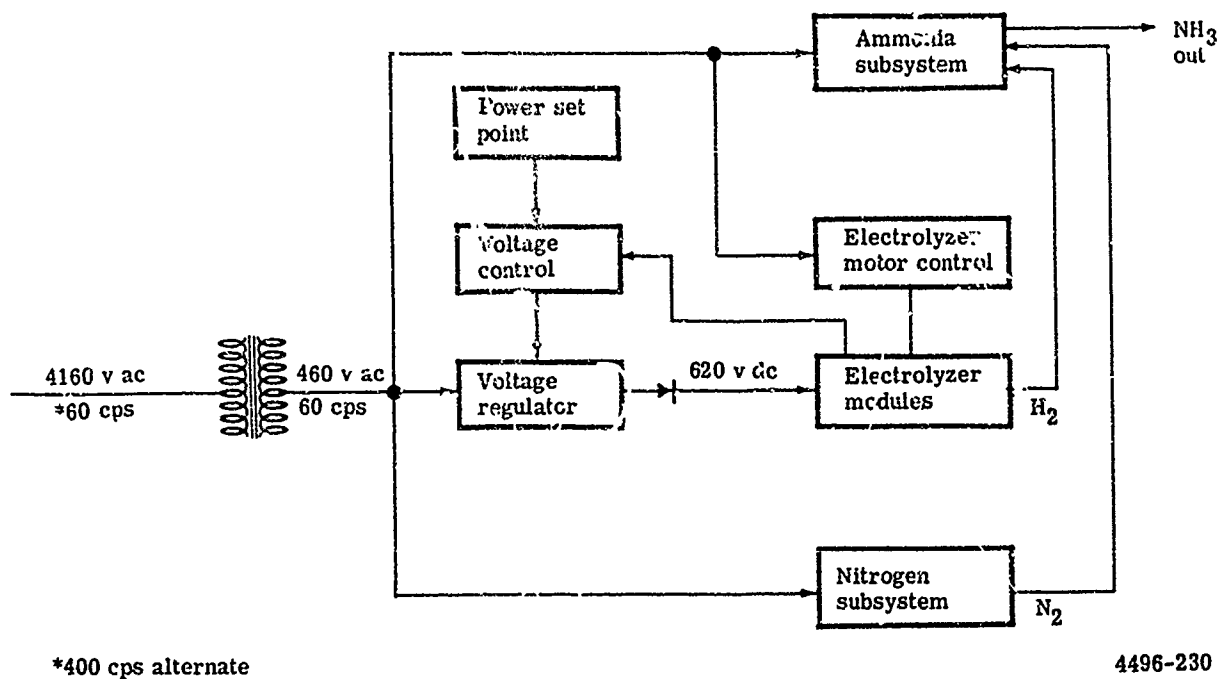 Ammonia
subsystem
NH3
out
Power set
point
Voltage
control
Electrolyzer
motor control
4160 v ac
*60 cps
460 v ac
60 cps
Voltage
regulator
620 v dc
Electrolyzer
modules
H2
Nitrogen
subsystem
N2
*400 cps alternate
4496-230